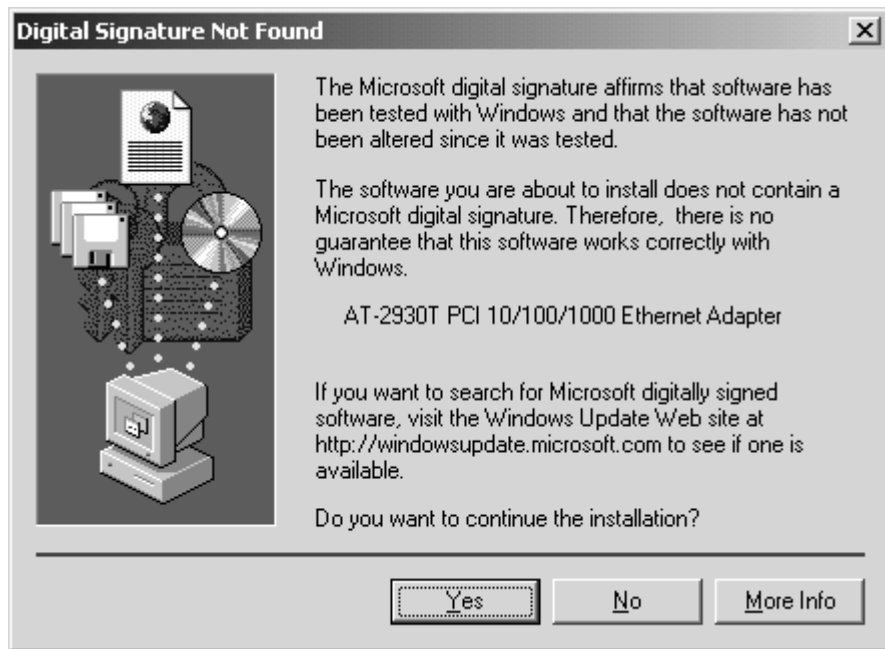 Digital Signature Not Found
The Microsoft digital signature affirms that software has
been tested with Windows and that the software has not
been altered since it was tested.
The software you are about to install does not contain a
Microsoft digital signature. Therefore,  there is no
guarantee that this software works correctly with
Windows.
AT-2930T PCI 10/100/1000 Ethernet Adapter
If you want to search for Microsoft digitally signed
software, visit the Windows Update Web site at
http://windowsupdate.microsoft.com to see if one is
available.
Do you want to continue the installation?
Yes No More Info